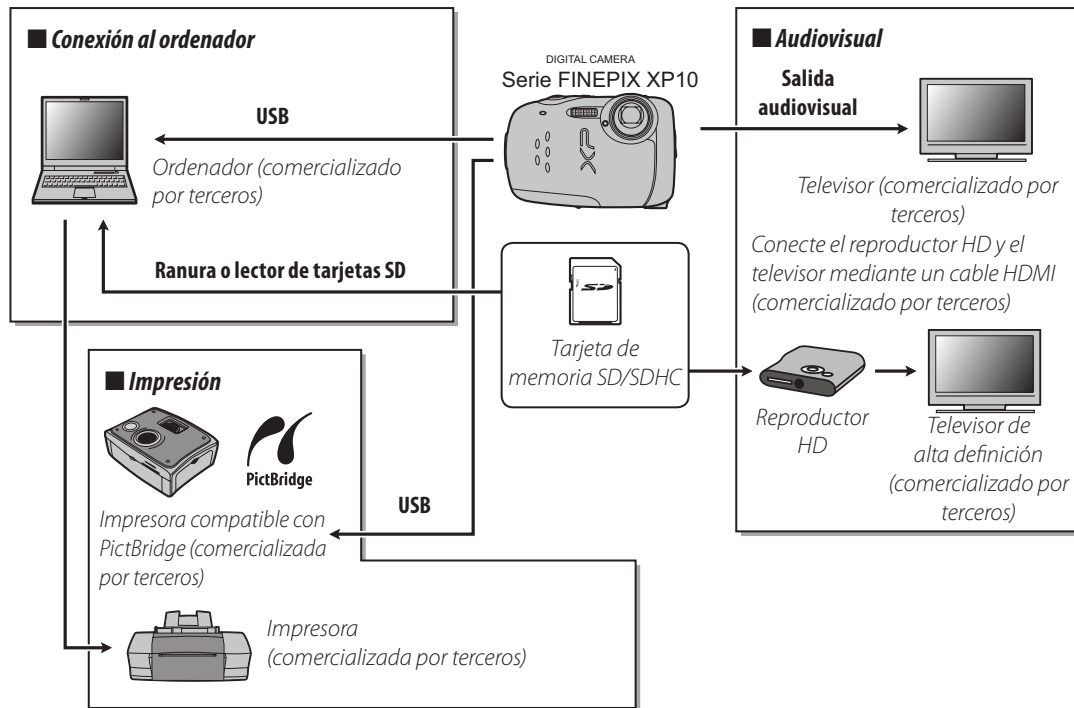 ■ Conexión al ordenador
USB
Ordenador (comercializado
por terceros)
Ranura o lector de tarjetas SD
DIGITAL CAMERA
Serie FINEPIX XP10
XP
Tarjeta de
memoria SD/SDHC
■ Audiovisual
Salida
audiovisual
Televisor (comercializado por
terceros)
Conecte el reproductor HD y el
televisor mediante un cable HDMI
(comercializado por terceros)
Reproductor
HD
Televisor de
alta definición
(comercializado por
terceros)
■ Impresión
PictBridge
USB
Impresora compatible con
PictBridge (comercializada
por terceros)
Impresora
(comercializada por terceros)